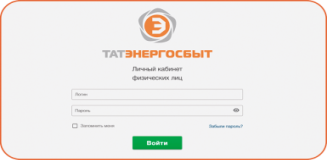 Э
ТАТЭНЕРГОСБЫТ
Личный кабинет
физических лиц
Логин
Пароль
Запомнить меня
Забыли пароль?
Войти